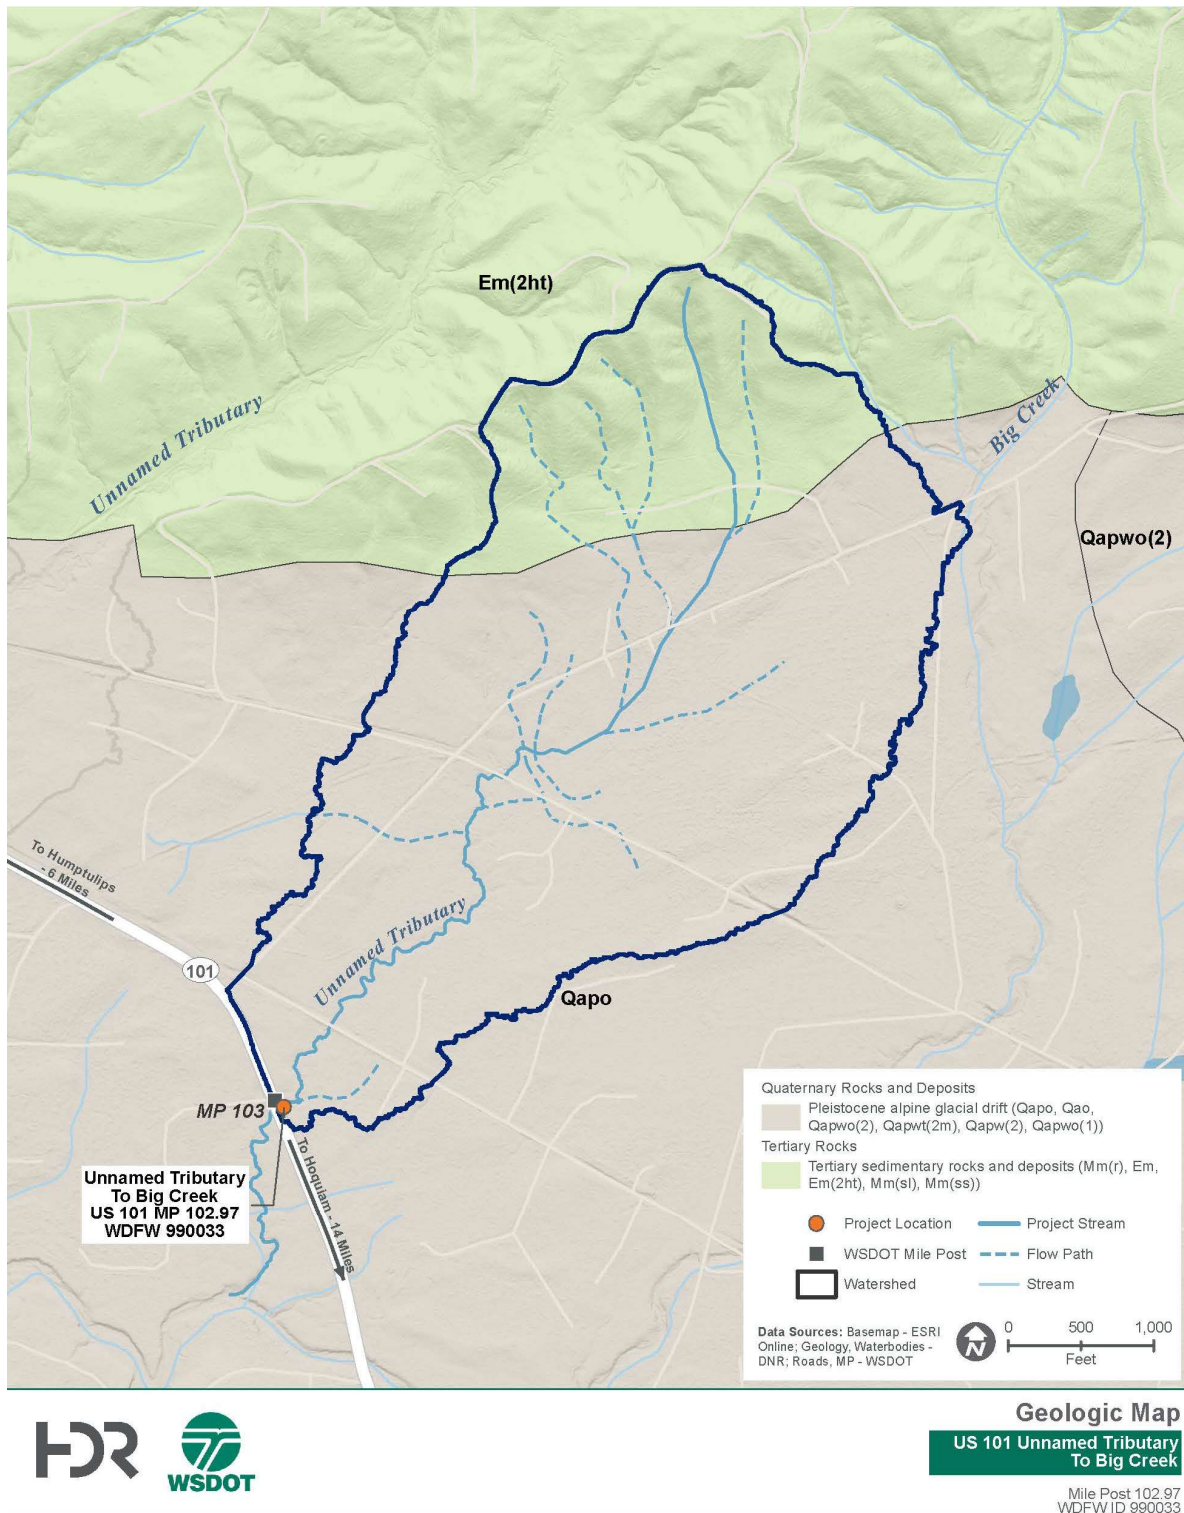 Em(2ht)
Unnamed Tributary
Big Creek
Qapwo(2)
To Humptulips
- 6 Miles
101
Unnamed Tributary
Qapo
MP 103
To Hoquiam - 14 Miles
Unnamed Tributary
To Big Creek
US 101 MP 102.97
WDFW 990033
Quaternary Rocks and Deposits
Pleistocene alpine glacial drift (Qapo, Qao,
Qapwo(2), Qapwt(2m), Qapw(2), Qapwo(1))
Tertiary Rocks
Tertiary sedimentary rocks and deposits (Mm(r), Em,
Em(2ht), Mm(sl), Mm(ss))
Project Location
Project Stream
WSDOT Mile Post
Flow Path
Watershed
Stream
Data Sources: Basemap - ESRI
Online; Geology, Waterbodies -
DNR; Roads, MP - WSDOT
N
0 500 1,000
Feet
HDR
WSDOT
Geologic Map
US 101 Unnamed Tributary
To Big Creek
Mile Post 102.97
WDFW ID 990033